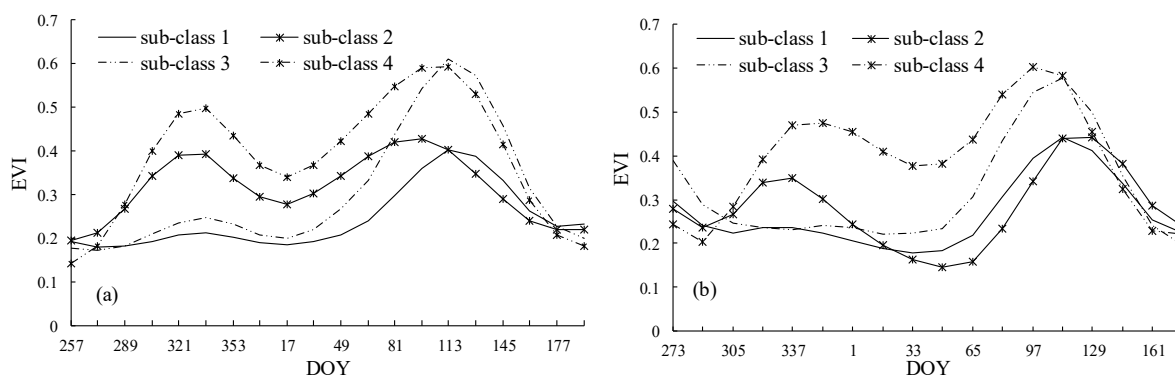 0.7
0.6
0.5
0.4
0.3
0.2
0.1
0
EVI
sub-class 1
sub-class 2
sub-class 3
sub-class 4
(a)
257 289 321 353 17 49 81 113 145 177
DOY
0.7
0.6
0.5
0.4
0.3
0.2
0.1
0
EVI
sub-class 1
sub-class 2
sub-class 3
sub-class 4
(b)
273 305 337 1 33 65 97 129 161
DOY